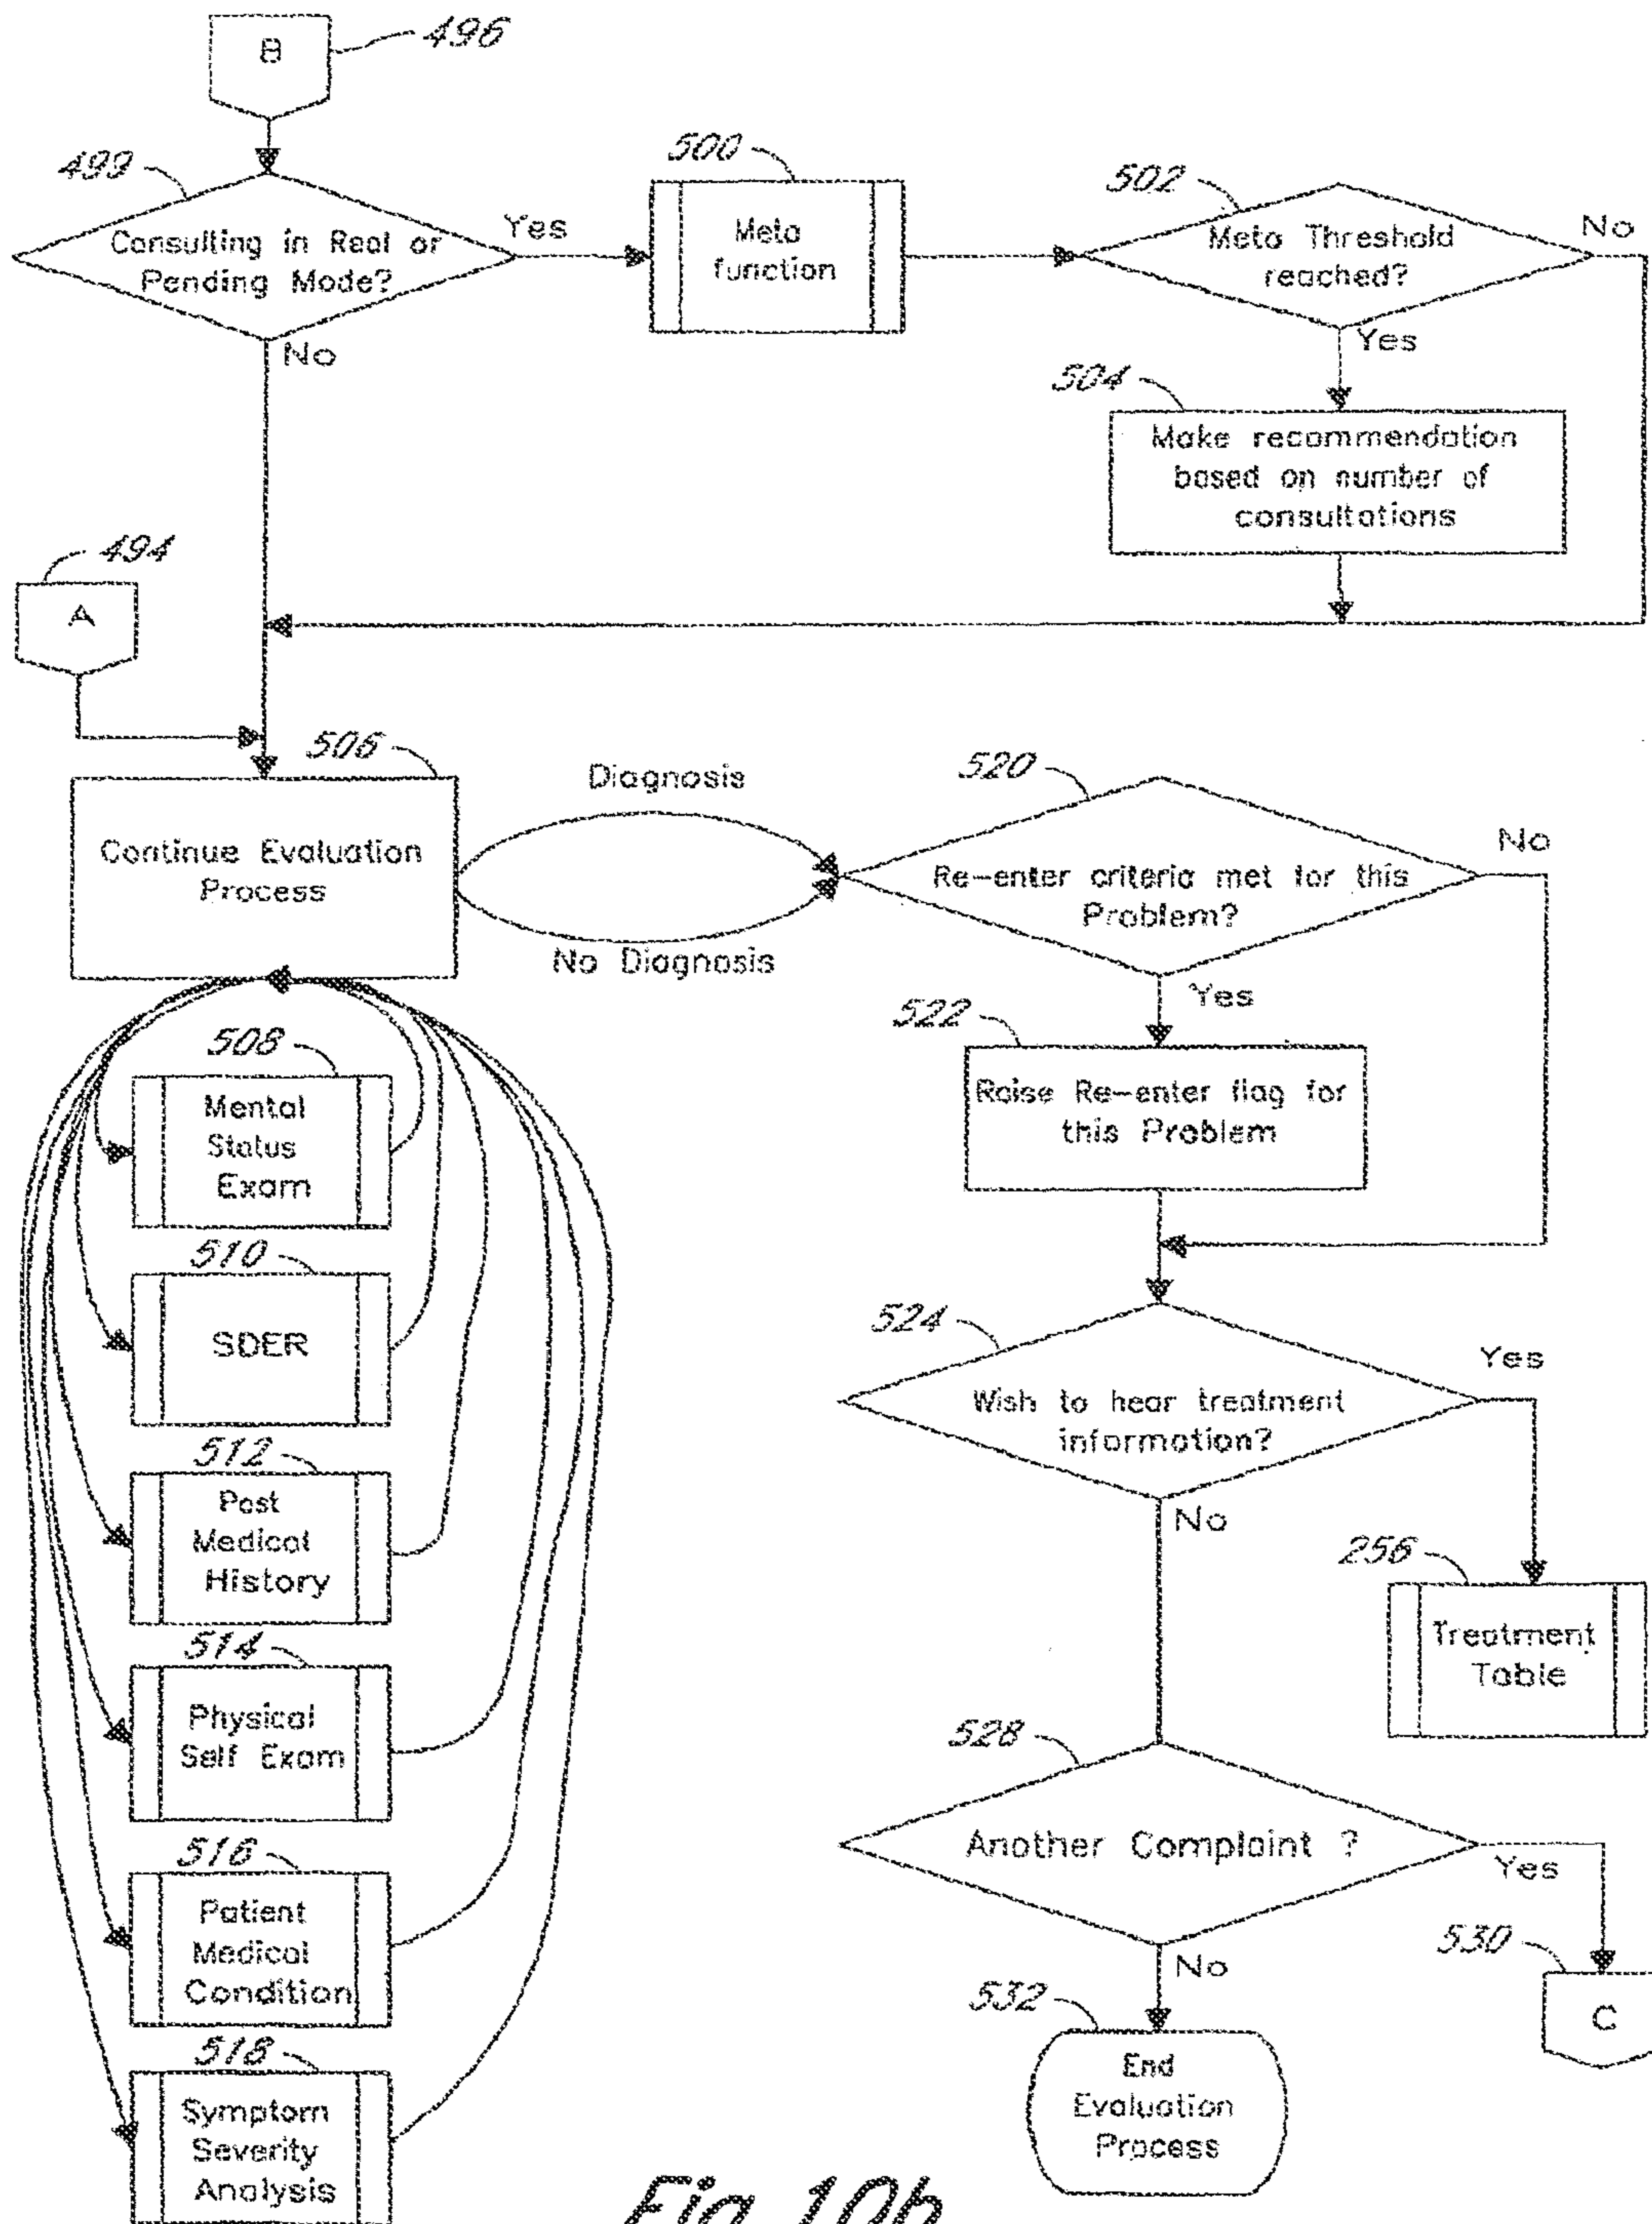 B
496
499
Consulting in Real or
Pending Mode?
Yes
No
500
Meta
function
502
Meta Threshold
reached?
No
Yes
504
Make recommendation
based on number of
consultations
494
A
506
Continue Evaluation
Process
Diagnosis
No Diagnosis
520
Re-enter criteria met for this
Problem?
No
Yes
522
Raise Re-enter flag for
this Problem
508
Mental
Status
Exam
510
SDER
512
Past
Medical
History
514
Physical
Self Exam
516
Patient
Medical
Condition
518
Symptom
Severity
Analysis
524
Wish to hear treatment
information?
Yes
No
256
Treatment
Table
528
Another Complaint ?
Yes
No
530
C
532
End
Evaluation
Process
Fig. 10b